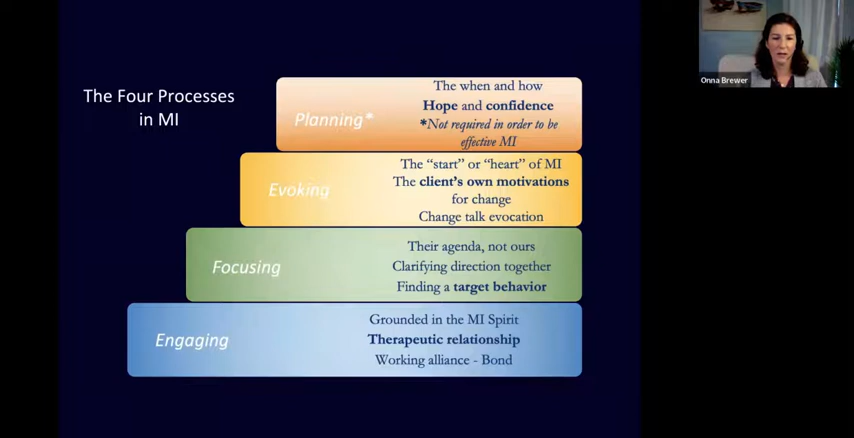 The Four Processes
in MI
Planning*
The when and how
Hope and confidence
*Not required in order to be
effective MI
Evoking
The “start” or “heart” of MI
The client’s own motivations
for change
Change talk evocation
Focusing
Their agenda, not ours
Clarifying direction together
Finding a target behavior
Engaging
Grounded in the MI Spirit
Therapeutic relationship
Working alliance - Bond
Onna Brewer